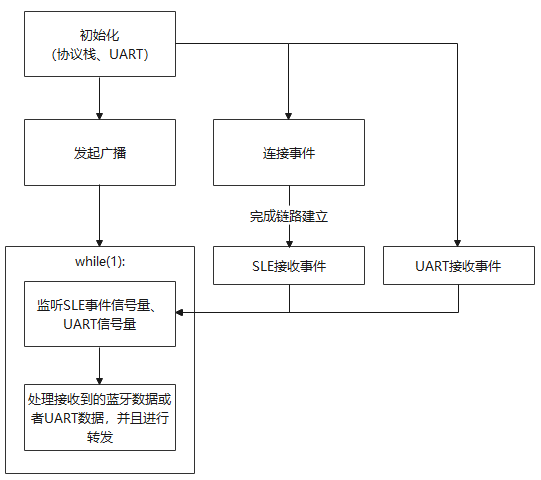 初始化
（协议栈、UART）
发起广播
连接事件
完成链路建立
while(1):
SLE接收事件
UART接收事件
监听SLE事件信号量、
UART信号量
处理接收到的蓝牙数据或
者UART数据，并且进行
转发